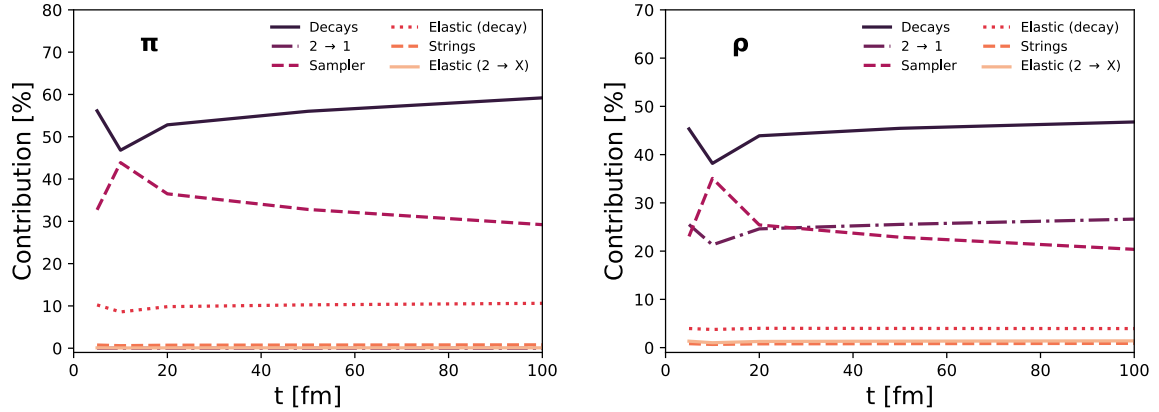 80
70
60
50
40
30
20
10
0
Contribution [%]
π
Decays
2 → 1
Sampler
Elastic (decay)
Strings
Elastic (2 → X)
0 20 40 60 80 100
t [fm]
70
60
50
40
30
20
10
0
Contribution [%]
ρ
Decays
2 → 1
Sampler
Elastic (decay)
Strings
Elastic (2 → X)
0 20 40 60 80 100
t [fm]